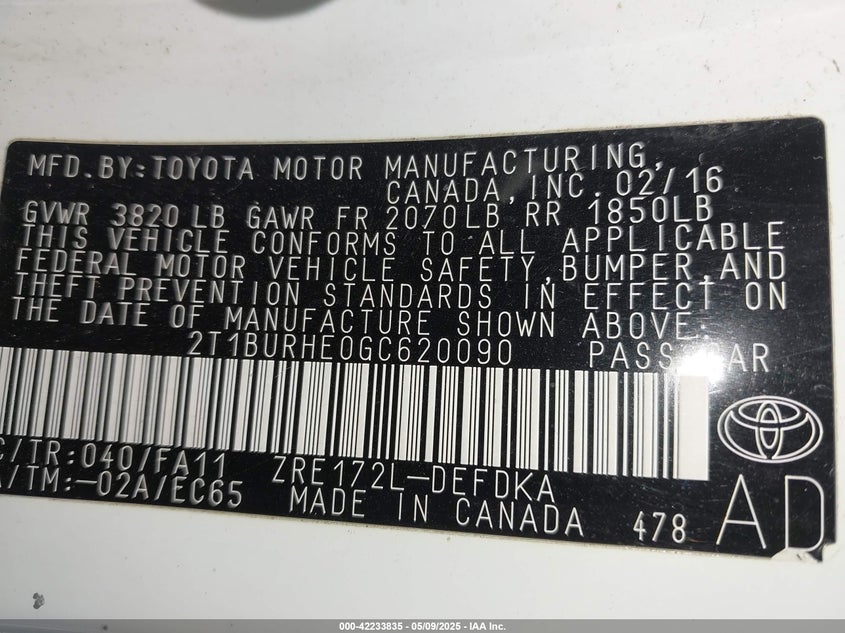 MFD. BY: TOYOTA MOTOR MANUFACTURING,
CANADA, INC. 02/16
GVWR 3820 LB GAWR FR 2070LB RR 1850LB
THIS VEHICLE CONFORMS TO ALL APPLICABLE
FEDERAL MOTOR VEHICLE SAFETY, BUMPER, AND
THEFT PREVENTION STANDARDS IN EFFECT ON
THE DATE OF MANUFACTURE SHOWN ABOVE:
2T1BURHE0GC620090 PASS CAR
C/TR:040/FA11 ZRE172L-DEFDKA
A/TM:-02A/EC65 MADE IN CANADA 478 AD
000-42233835 - 05/09/2025 - IAA Inc.